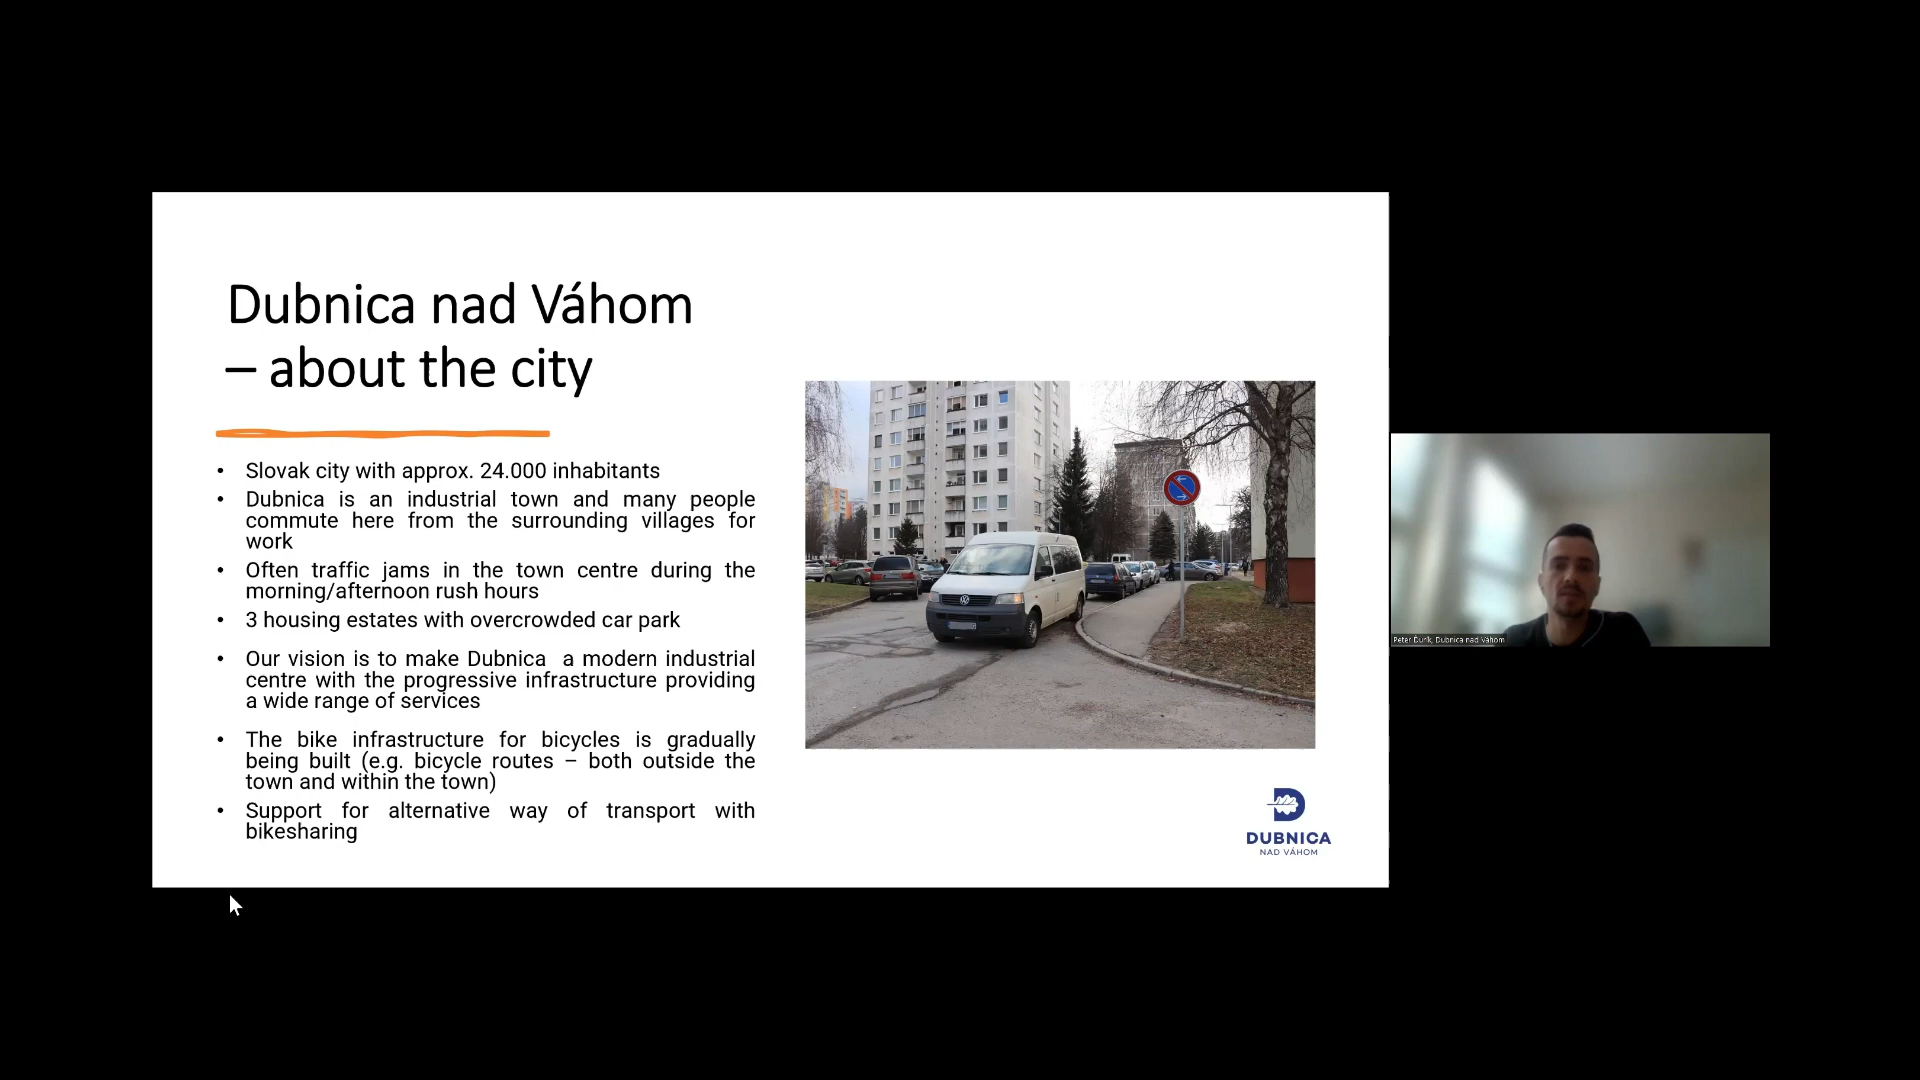 Dubnica nad Váhom
– about the city
• Slovak city with approx. 24.000 inhabitants
• Dubnica is an industrial town and many people
commute here from the surrounding villages for
work
• Often traffic jams in the town centre during the
morning/afternoon rush hours
• 3 housing estates with overcrowded car park
• Our vision is to make Dubnica a modern industrial
centre with the progressive infrastructure providing
a wide range of services
• The bike infrastructure for bicycles is gradually
being built (e.g. bicycle routes – both outside the
town and within the town)
• Support for alternative way of transport with
bikesharing
DUBNICA
NAD VÁHOM
Peter Ďurík, Dubnica nad Váhom